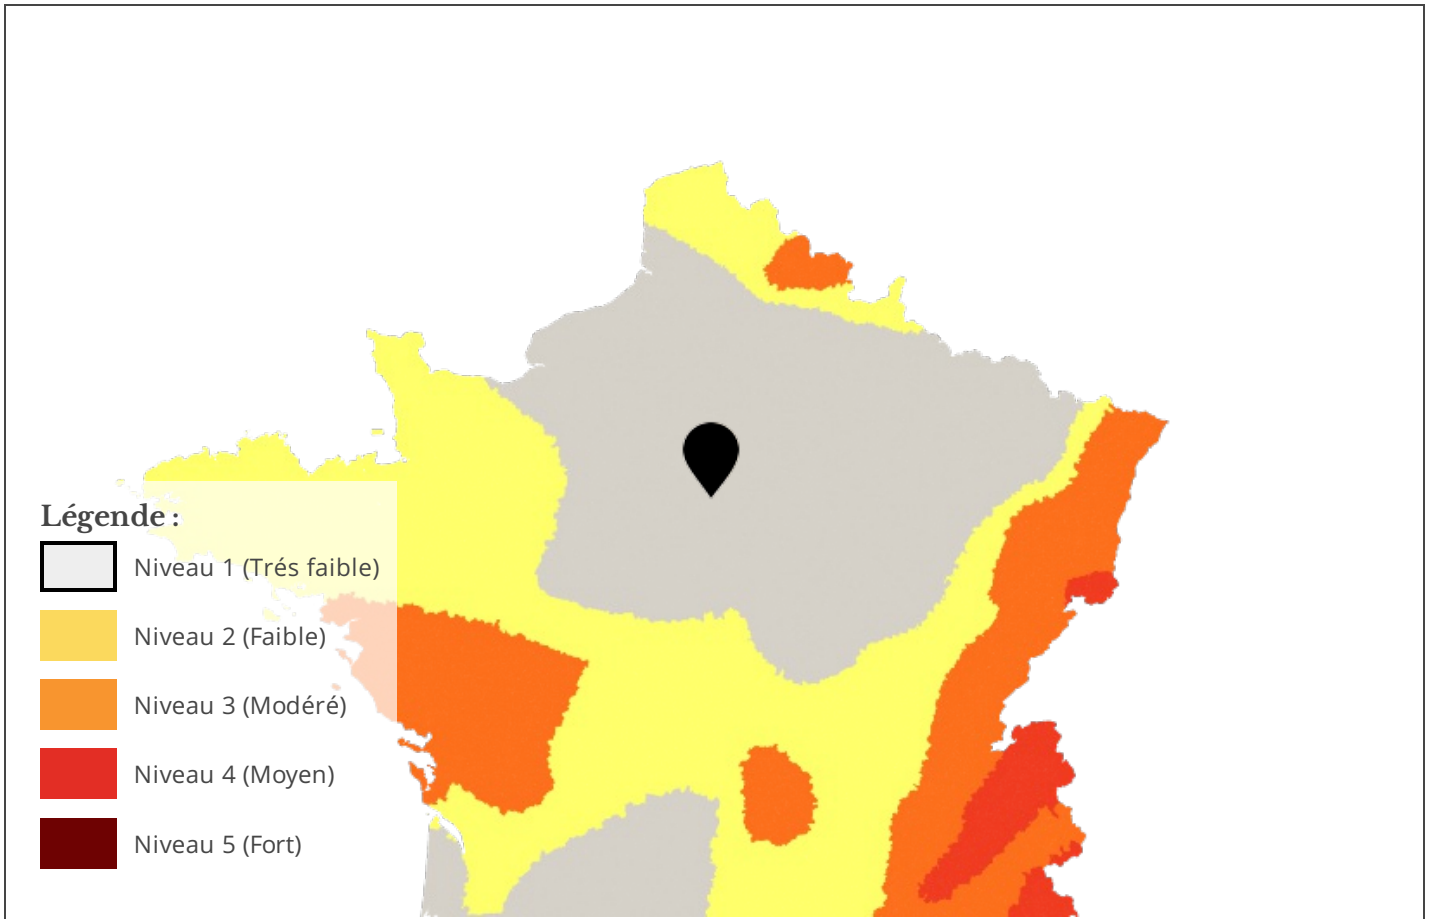 Légende :
Niveau 1 (Trés faible)
Niveau 2 (Faible)
Niveau 3 (Modéré)
Niveau 4 (Moyen)
Niveau 5 (Fort)